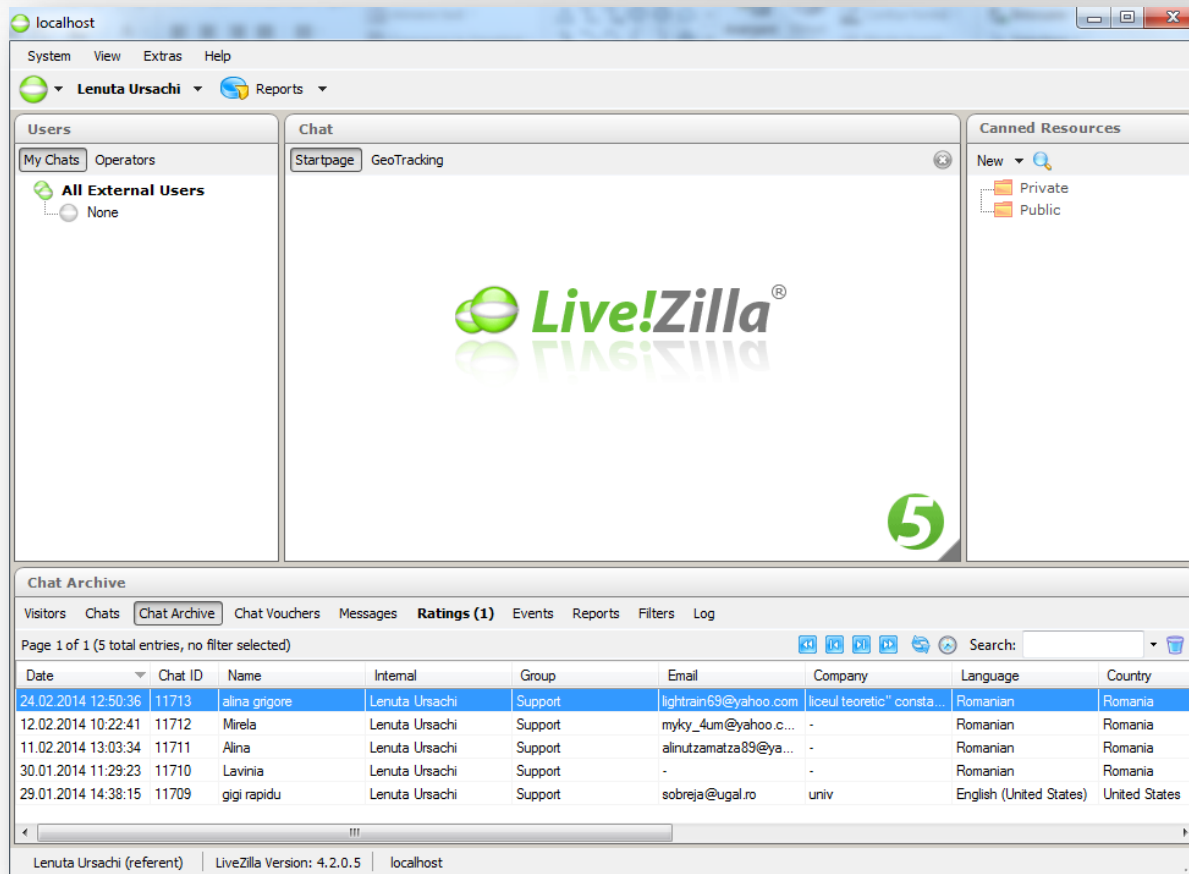 localhost
System View Extras Help
Lenuta Ursachi Reports
Users
My Chats Operators
All External Users
None
Chat
Startpage GeoTracking
Live!Zilla®
5
Canned Resources
New
Private
Public
Chat Archive
Visitors Chats Chat Archive Chat Vouchers Messages Ratings (1) Events Reports Filters Log
Page 1 of 1 (5 total entries, no filter selected) Search:
Date Chat ID Name Internal Group Email Company Language Country
24.02.2014 12:50:36 11713 alina grigore Lenuta Ursachi Support lightrain69@yahoo.com liceul teoretic" consta... Romanian Romania
12.02.2014 10:22:41 11712 Mirela Lenuta Ursachi Support myky_4um@yahoo.c... - Romanian Romania
11.02.2014 13:03:34 11711 Alina Lenuta Ursachi Support alinutzamatza89@ya... - Romanian Romania
30.01.2014 11:29:23 11710 Lavinia Lenuta Ursachi Support - - Romanian Romania
29.01.2014 14:38:15 11709 gigi rapidu Lenuta Ursachi Support sobreja@ugal.ro univ English (United States) United States
Lenuta Ursachi (referent) LiveZilla Version: 4.2.0.5 localhost